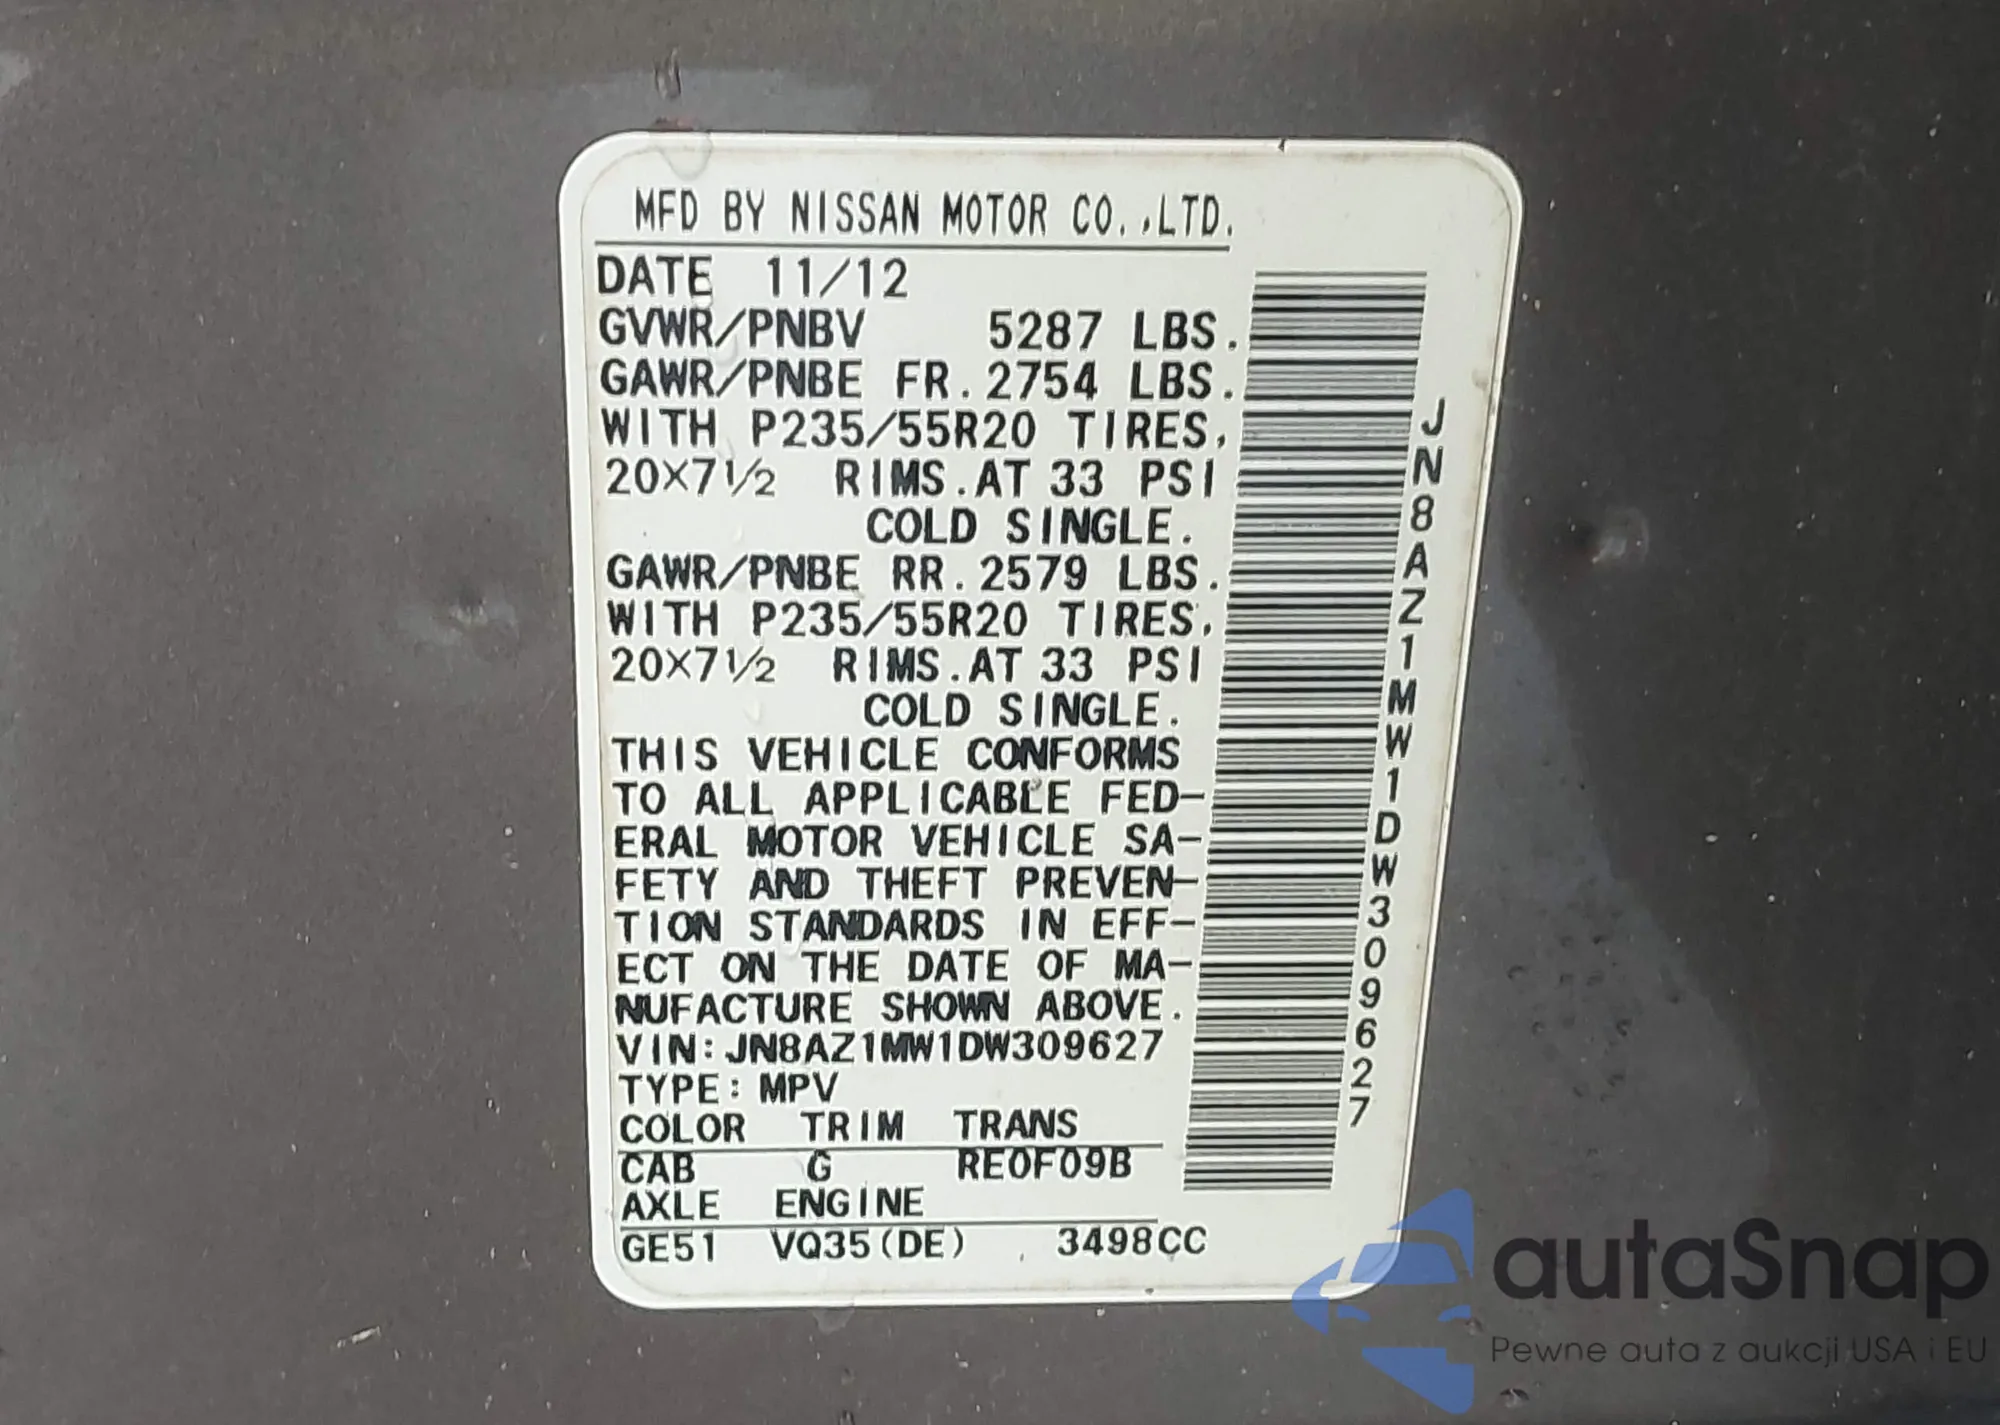 MFD BY NISSAN MOTOR CO.,LTD.
DATE 11/12
GVWR/PNBV 5287 LBS.
GAWR/PNBE FR.2754 LBS.
WITH P235/55R20 TIRES,
20X7½ RIMS.AT 33 PSI
COLD SINGLE.
GAWR/PNBE RR.2579 LBS.
WITH P235/55R20 TIRES,
20X7½ RIMS.AT 33 PSI
COLD SINGLE.
THIS VEHICLE CONFORMS
TO ALL APPLICABLE FED-
ERAL MOTOR VEHICLE SA-
FETY AND THEFT PREVEN-
TION STANDARDS IN EFF-
ECT ON THE DATE OF MA-
NUFACTURE SHOWN ABOVE.
VIN:JN8AZ1MW1DW309627
TYPE:MPV
COLOR TRIM TRANS
CAB G RE0F09B
AXLE ENGINE
GE51 VQ35(DE) 3498CC
JN8AZ1MW1DW309627
autaSnap
Pewne auta z aukcji USA i EU